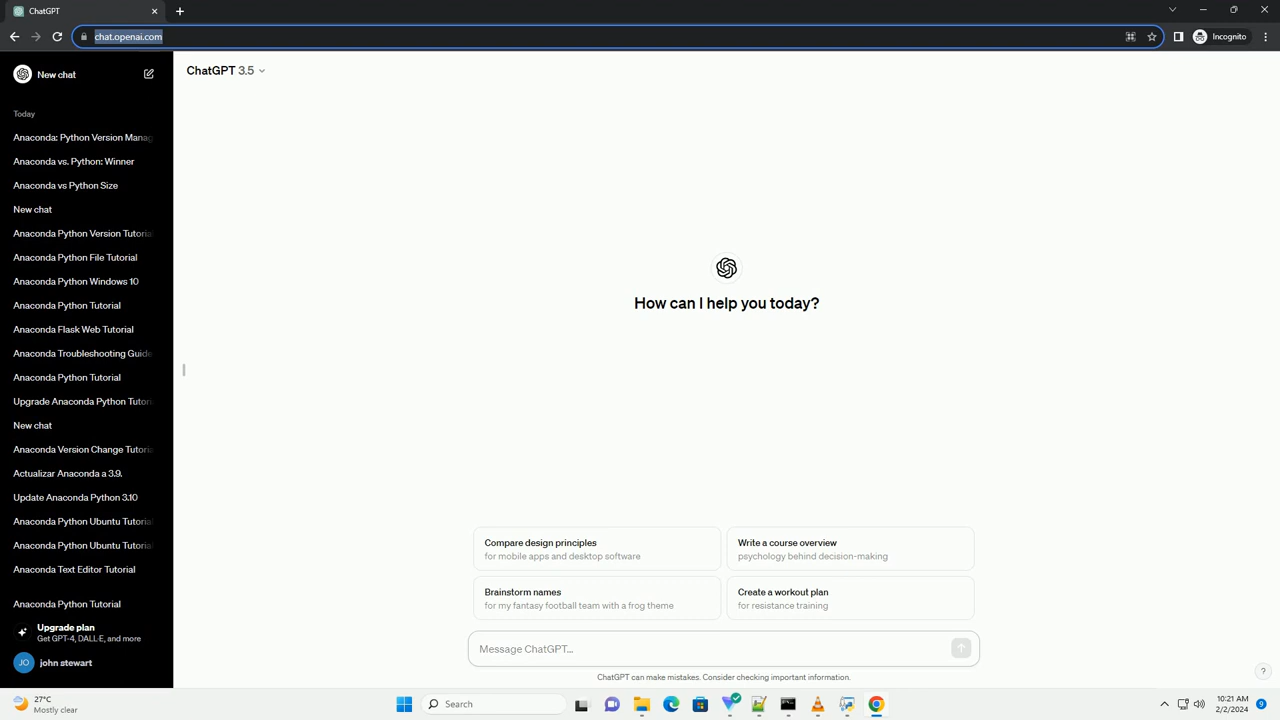 ChatGPT
chat.openai.com
Incognito
New chat
ChatGPT 3.5
Today
Anaconda: Python Version Manag
Anaconda vs. Python: Winner
Anaconda vs Python Size
New chat
Anaconda Python Version Tutoria
Anaconda Python File Tutorial
Anaconda Python Windows 10
Anaconda Python Tutorial
Anaconda Flask Web Tutorial
Anaconda Troubleshooting Guide
Anaconda Python Tutorial
Upgrade Anaconda Python Tutori
New chat
Anaconda Version Change Tutoria
Actualizar Anaconda a 3.9.
Update Anaconda Python 3.10
Anaconda Python Ubuntu Tutoria
Anaconda Python Ubuntu Tutoria
Anaconda Text Editor Tutorial
Anaconda Python Tutorial
Upgrade plan
Get GPT-4, DALL·E, and more
JO john stewart
How can I help you today?
Compare design principles
for mobile apps and desktop software
Write a course overview
psychology behind decision-making
Brainstorm names
for my fantasy football team with a frog theme
Create a workout plan
for resistance training
Message ChatGPT...
ChatGPT can make mistakes. Consider checking important information.
?
27°C
Mostly clear
Search
10:21 AM
2/2/2024
9